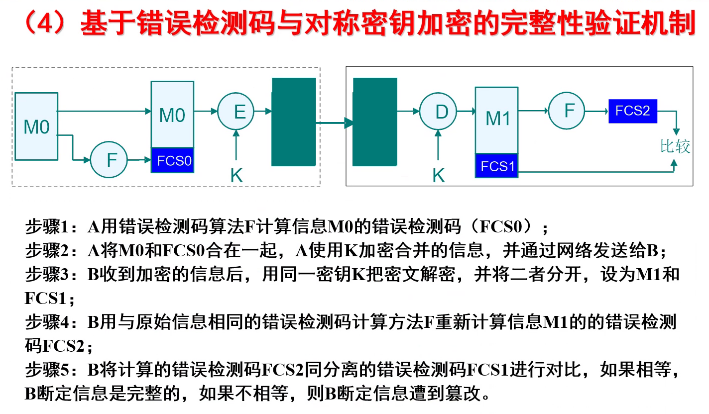 （4）基于错误检测码与对称密钥加密的完整性验证机制
M0
M0
F
FCS0
E
K
D
K
M1
FCS1
F
FCS2
比较
步骤1：A用错误检测码算法F计算信息M0的错误检测码（FCS0）；
步骤2：A将M0和FCS0合在一起，A使用K加密合并的信息，并通过网络发送给B；
步骤3：B收到加密的信息后，用同一密钥K把密文解密，并将二者分开，设为M1和
FCS1；
步骤4：B用与原始信息相同的错误检测码计算方法F重新计算信息M1的的错误检测
码FCS2；
步骤5：B将计算的错误检测码FCS2同分离的错误检测码FCS1进行对比，如果相等，
B断定信息是完整的，如果不相等，则B断定信息遭到篡改。